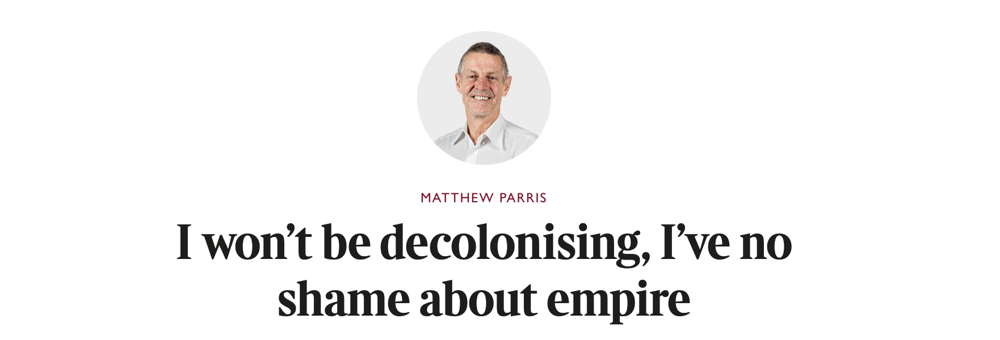 MATTHEW PARRIS
I won’t be decolonising, I’ve no
shame about empire